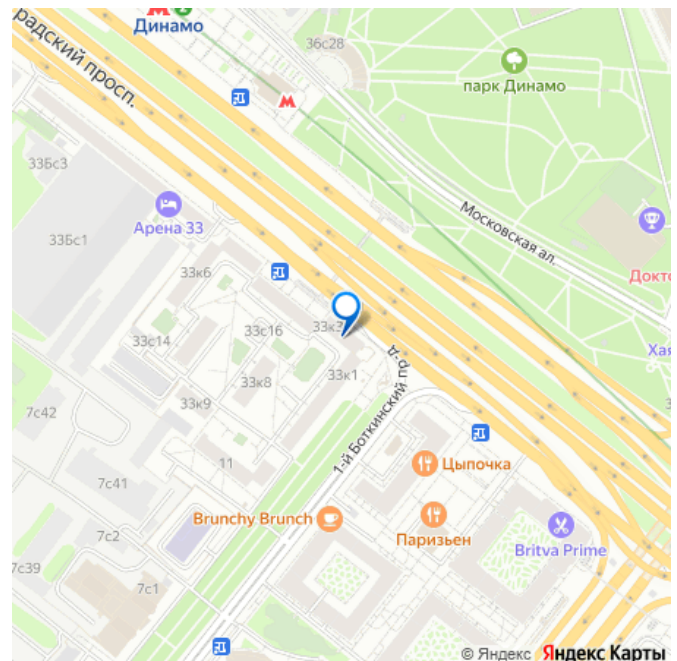 Динамо
36с28
радский просп.
парк Динамо
33Бс3
Арена 33
33Бс1
Московская ал.
Докто
33к6
33с16
33к3
33с14
Хая
33к1
33к8
33к9
1-й Боткинский пр-д
7с42
11
7с41
Цыпочка
Brunchy Brunch
Паризьен
Britva Prime
7с2
7с39
7с1
© Яндекс Яндекс Карты